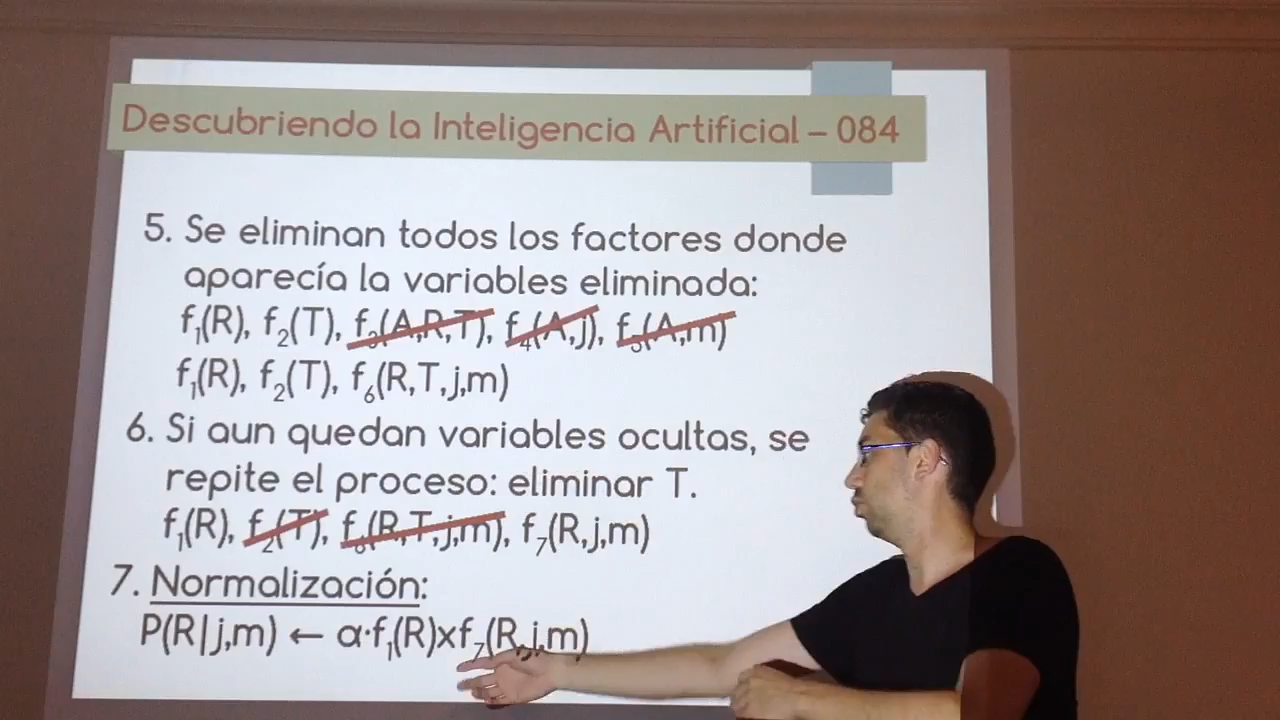 Descubriendo la Inteligencia Artificial – 084
5. Se eliminan todos los factores donde
aparecía la variables eliminada:
f₁(R), f₂(T), f₃(A,R,T), f₄(A,j), f₅(A,m)
f₁(R), f₂(T), f₆(R,T,j,m)
6. Si aun quedan variables ocultas, se
repite el proceso: eliminar T.
f₁(R), f₂(T), f₆(R,T,j,m), f₇(R,j,m)
7. Normalización:
P(R|j,m) ← α·f₁(R)xf₇(R,j,m)